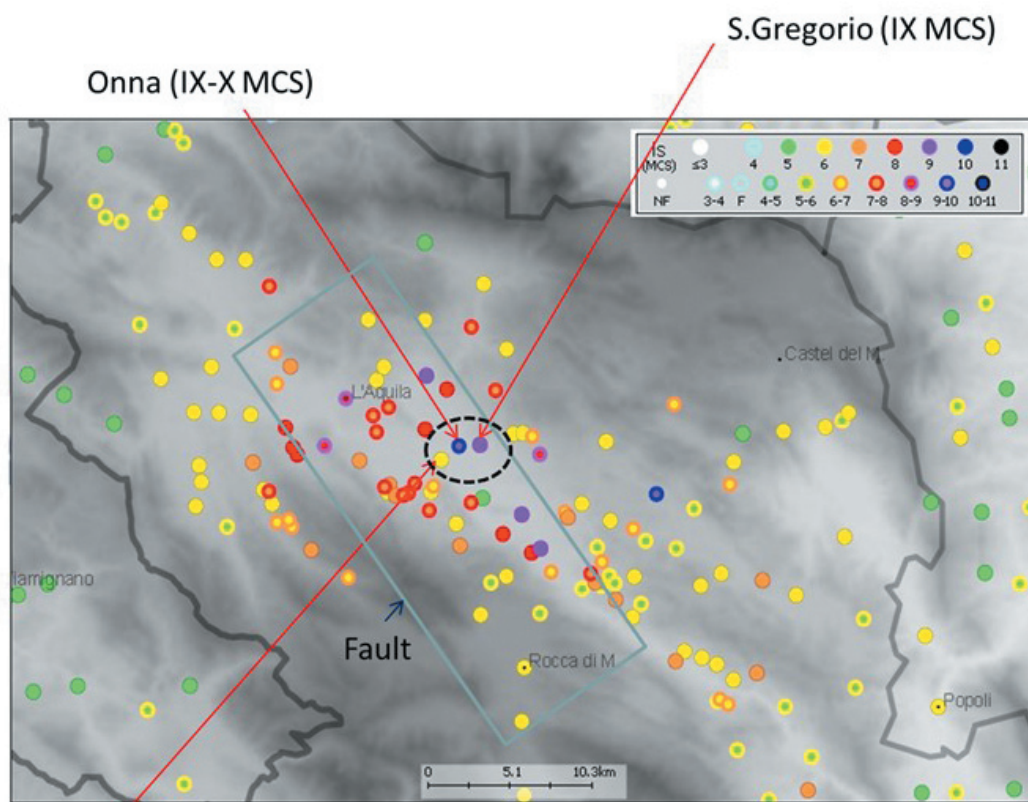 S.Gregorio (IX MCS)
Onna (IX-X MCS)
IS
(MCS)
≤3 4 5 6 7 8 9 10 11
NF 3-4 F 4-5 5-6 6-7 7-8 8-9 9-10 10-11
Castel del M.
L'Aquila
Fault
Rocca di M
Popoli
0 5.1 10.3km